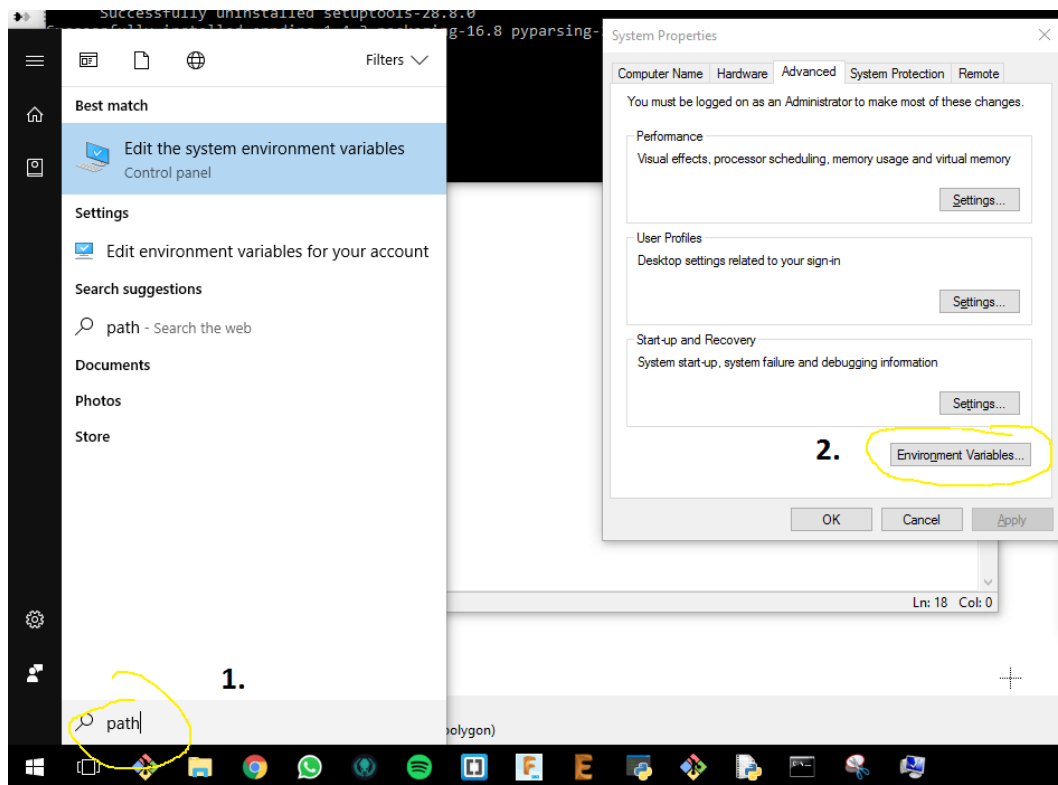 Successfully uninstalled setuptools-28.8.0
g-16.8 pyparsing-
Filters
Best match
Edit the system environment variables
Control panel
Settings
Edit environment variables for your account
Search suggestions
path - Search the web
Documents
Photos
Store
1.
path
System Properties
Computer Name Hardware Advanced System Protection Remote
You must be logged on as an Administrator to make most of these changes.
Performance
Visual effects, processor scheduling, memory usage and virtual memory
Settings...
User Profiles
Desktop settings related to your sign-in
Settings...
Start-up and Recovery
System start-up, system failure and debugging information
Settings...
2.
Environment Variables...
OK Cancel Apply
Ln: 18 Col: 0
polygon)